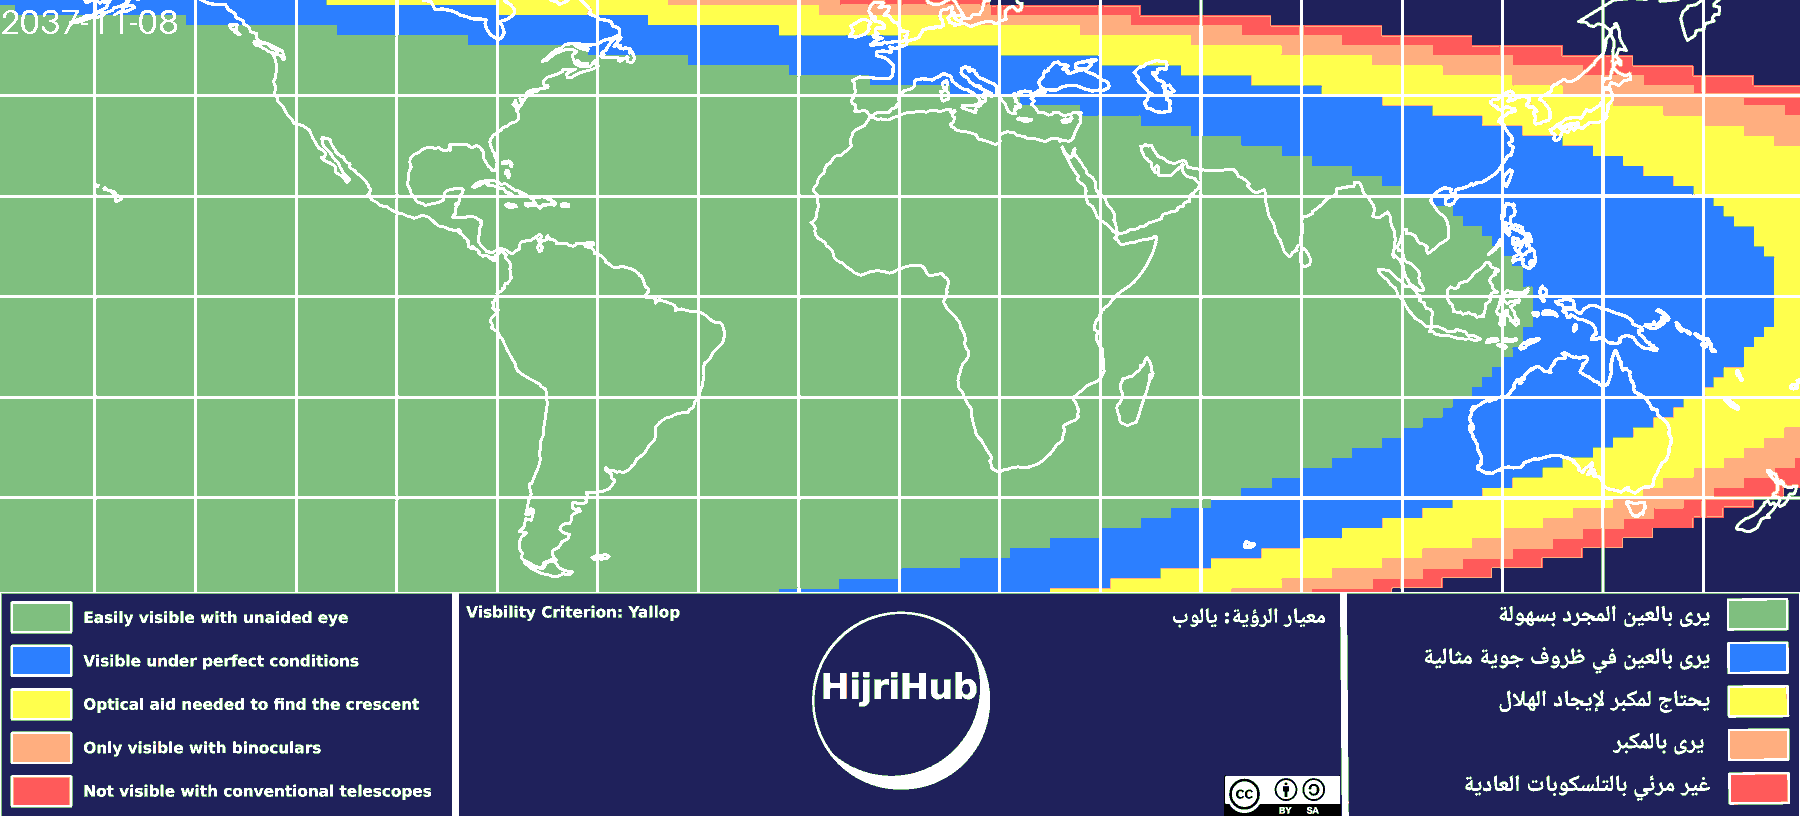 2037-11-08
Easily visible with unaided eye
Visible under perfect conditions
Optical aid needed to find the crescent
Only visible with binoculars
Not visible with conventional telescopes
Visbility Criterion: Yallop
معيار الرؤية: يالوب
HijriHub
cc
BY SA
يرى بالعين المجرد بسهولة
يرى بالعين في ظروف جوية مثالية
يحتاج لمكبر لإيجاد الهلال
يرى بالمكبر
غير مرئي بالتلسكوبات العادية